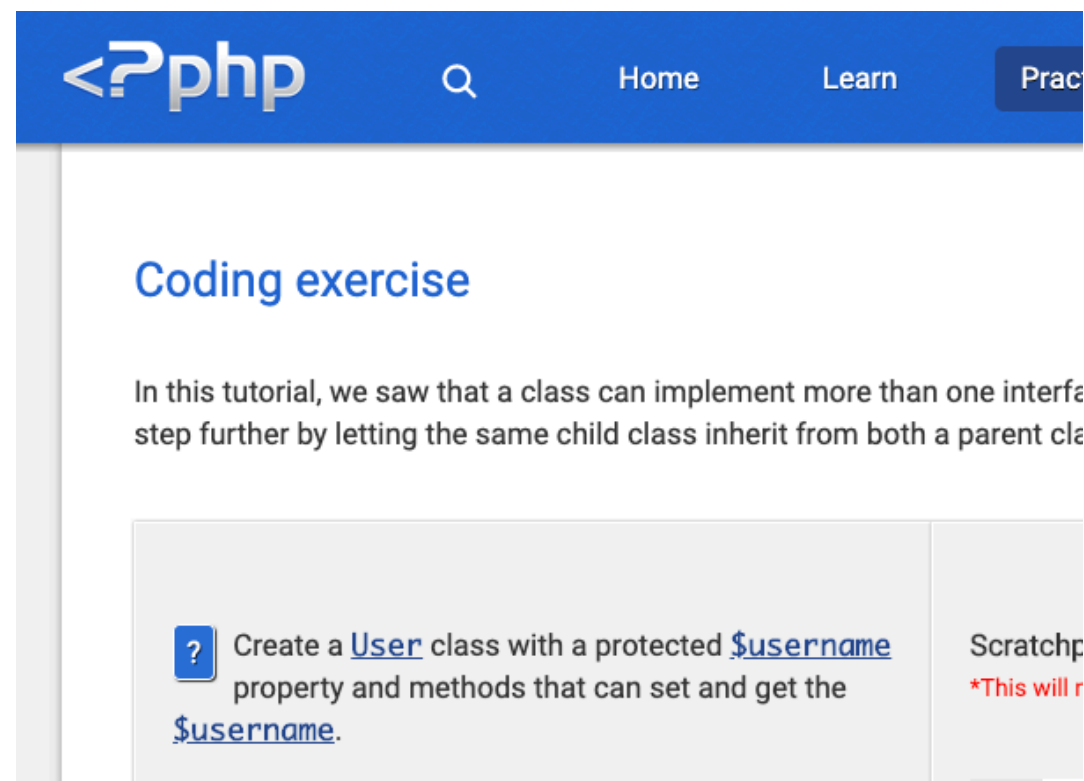 <?php Home Learn
Coding exercise
In this tutorial, we saw that a class can implement more than one
step further by letting the same child class inherit from both a parent
? Create a User class with a protected $username
property and methods that can set and get the
$username.
*This will